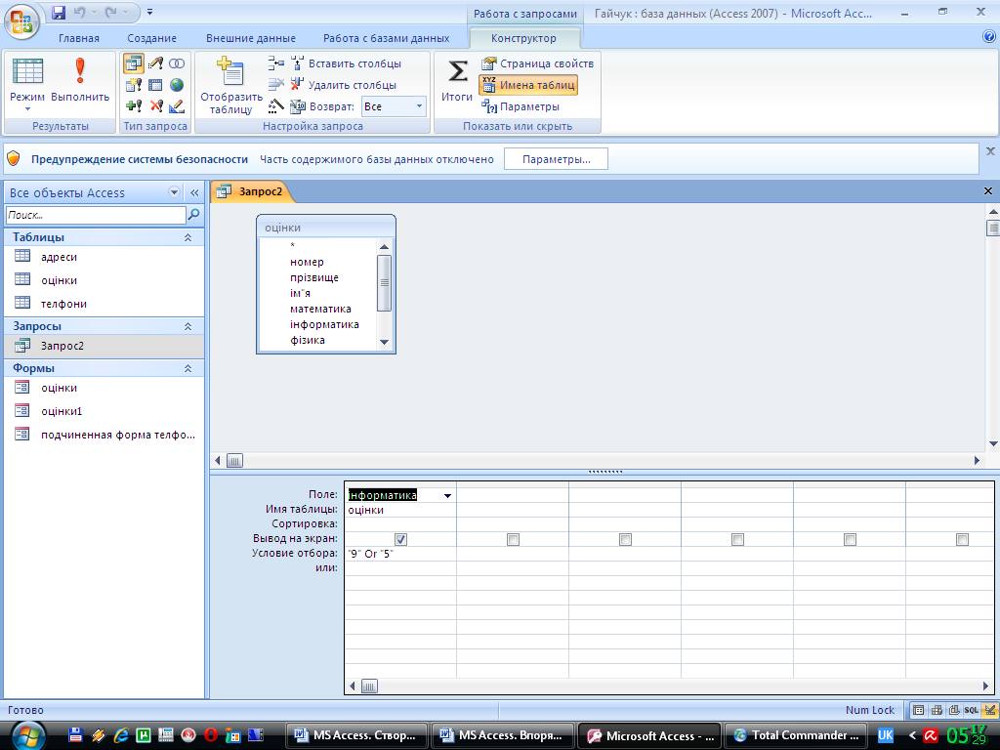 Работа с запросами
Гайчук : база данных (Access 2007) - Microsoft Acc...
Главная
Создание
Внешние данные
Работа с базами данных
Конструктор
Режим
Выполнить
Результаты
Тип запроса
Отобразить
таблицу
Вставить столбцы
Удалить столбцы
Возврат: Все
Настройка запроса
Итоги
Страница свойств
Имена таблиц
Параметры
Показать или скрыть
Предупреждение системы безопасности Часть содержимого базы данных отключено Параметры...
Все объекты Access
Поиск...
Таблицы
адреси
оцінки
телфони
Запросы
Запрос2
Формы
оцінки
оцінки1
подчиненная форма телфо...
Запрос2
оцінки
*
номер
прізвище
ім"я
математика
інформатика
фізика
Поле: інформатика
Имя таблицы: оцінки
Сортировка:
Вывод на экран:
Условие отбора: "9" Or "5"
или:
Готово
Num Lock
SQL
MS Access. Створ...
MS Access. Впоря...
Microsoft Access - ...
Total Commander ...
UK
05 17
29